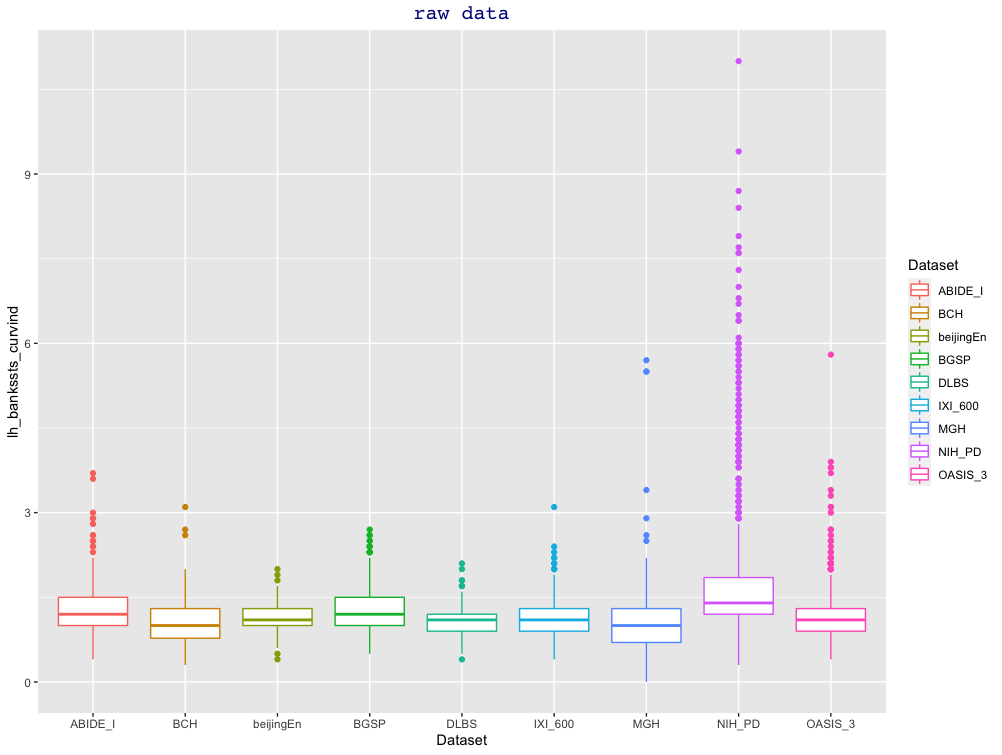 raw data
lh_bankssts_curvind
9
6
3
0
ABIDE_I BCH beijingEn BGSP DLBS IXI_600 MGH NIH_PD OASIS_3
Dataset
Dataset
ABIDE_I
BCH
beijingEn
BGSP
DLBS
IXI_600
MGH
NIH_PD
OASIS_3